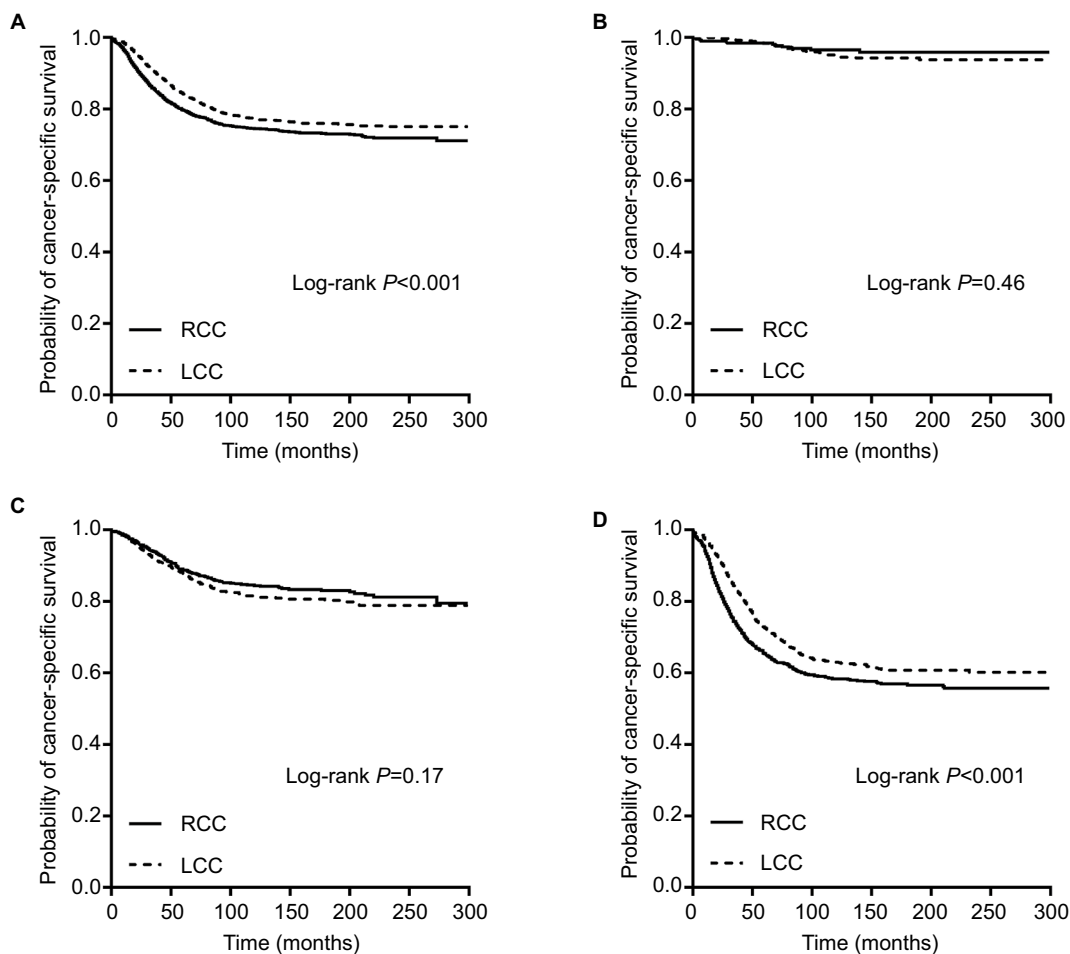 A
Probability of cancer-specific survival
1.0
0.8
0.6
0.4
0.2
0.0
Log-rank P<0.001
RCC
LCC
0 50 100 150 200 250 300
Time (months)
B
Probability of cancer-specific survival
1.0
0.8
0.6
0.4
0.2
0.0
Log-rank P=0.46
RCC
LCC
0 50 100 150 200 250 300
Time (months)
C
Probability of cancer-specific survival
1.0
0.8
0.6
0.4
0.2
0.0
Log-rank P=0.17
RCC
LCC
0 50 100 150 200 250 300
Time (months)
D
Probability of cancer-specific survival
1.0
0.8
0.6
0.4
0.2
0.0
Log-rank P<0.001
RCC
LCC
0 50 100 150 200 250 300
Time (months)